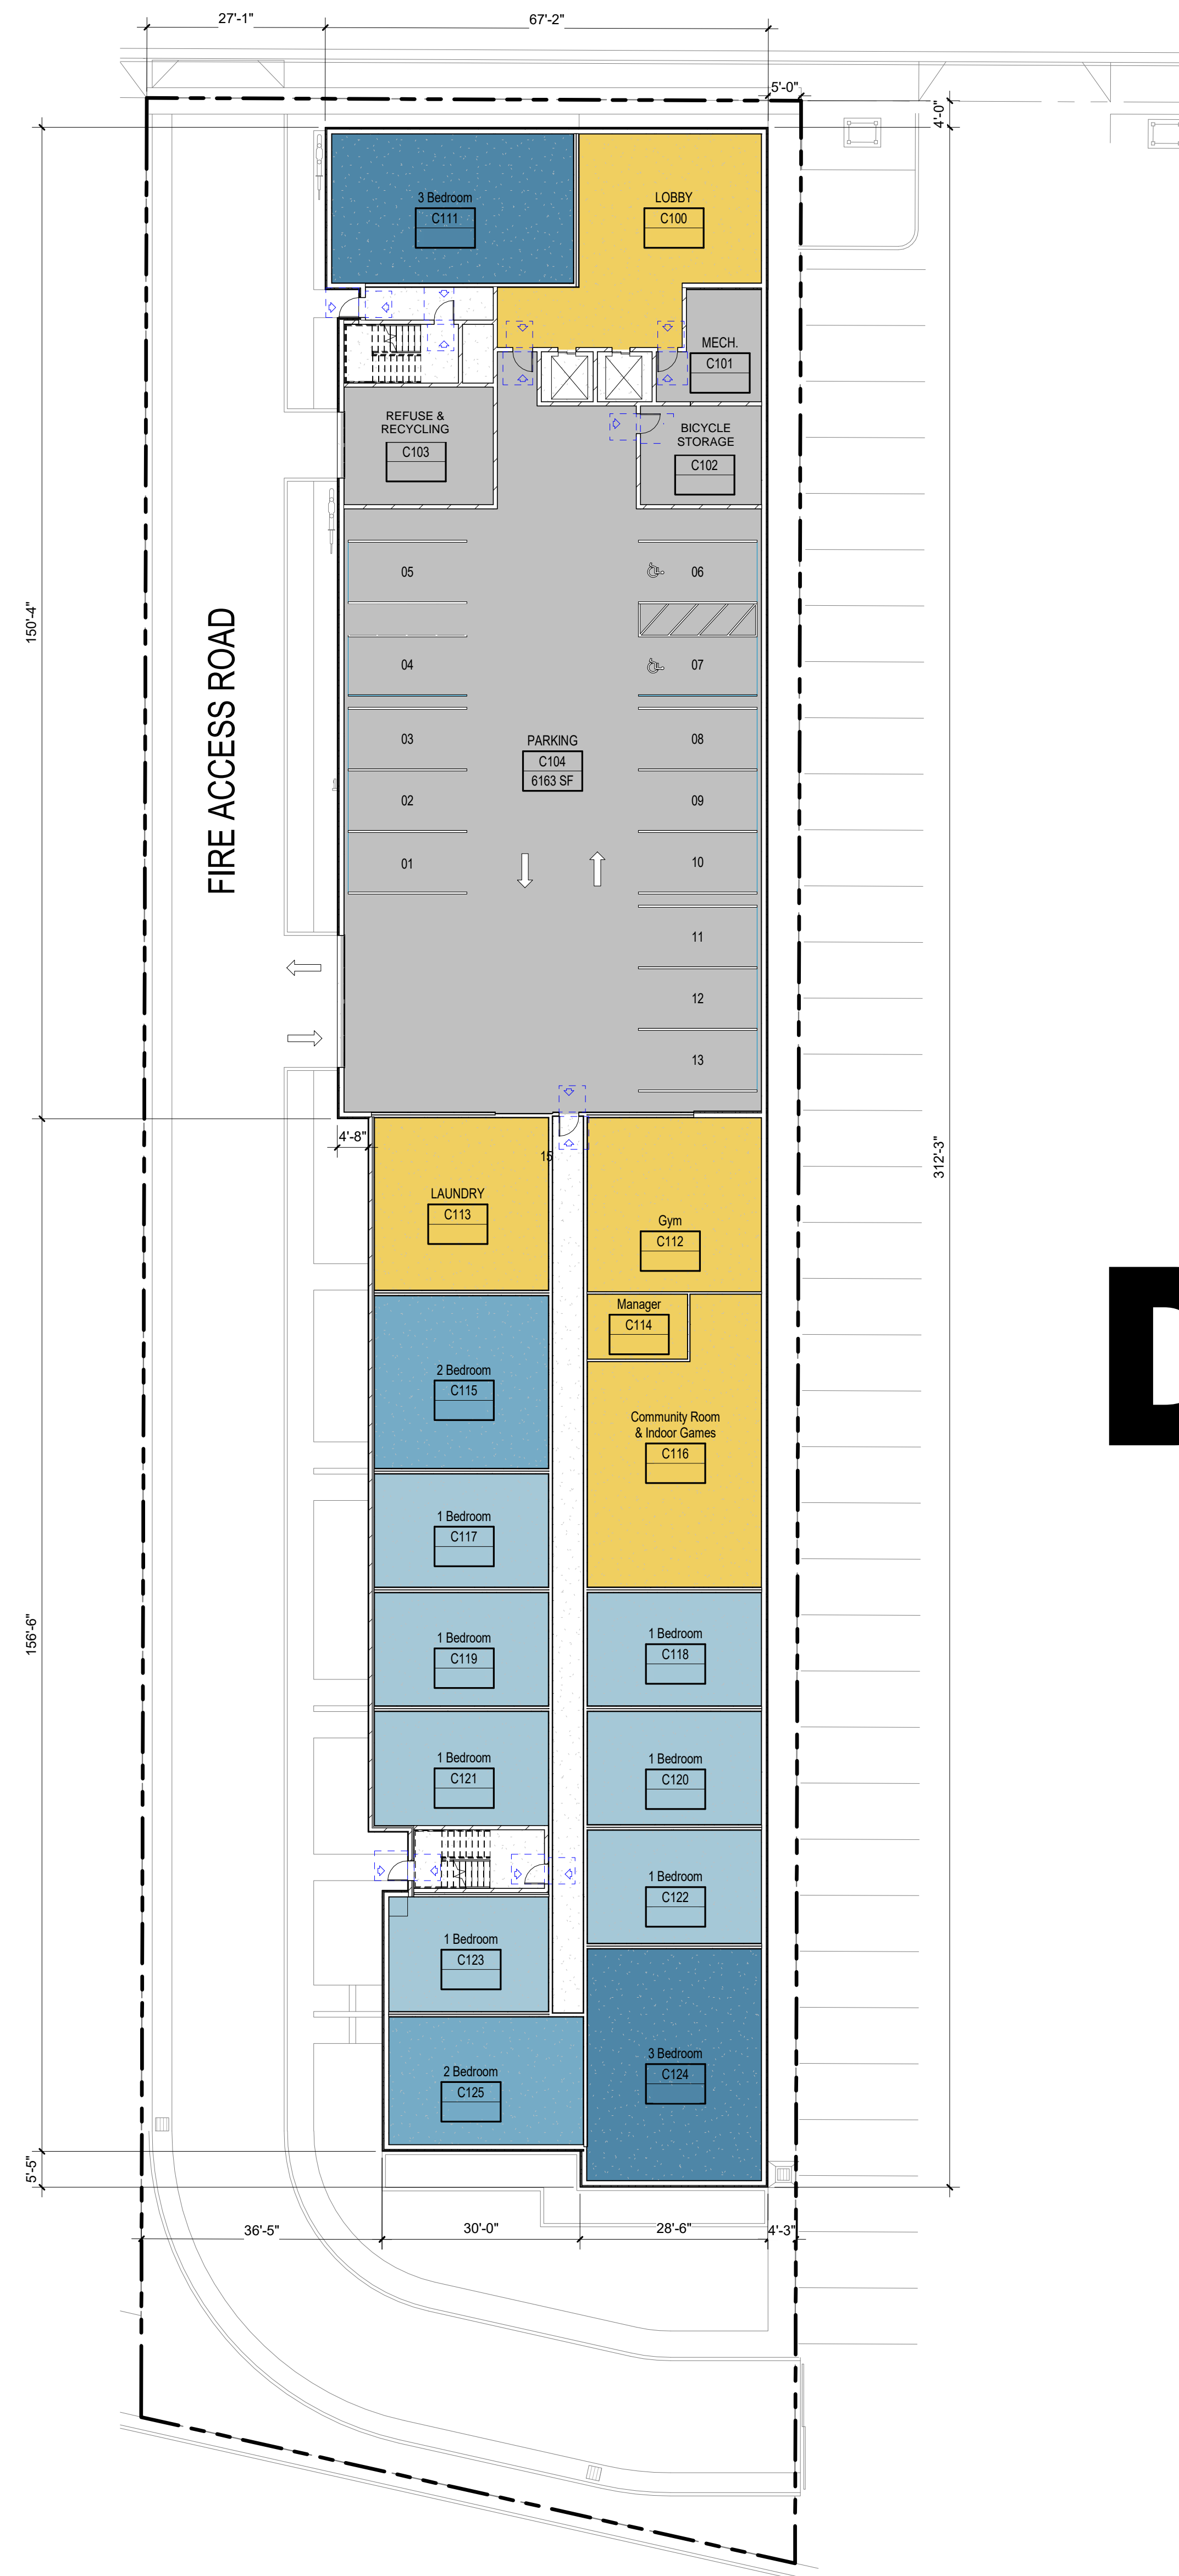 27'-1"
67'-2"
5'-0"
4'-0"
3 Bedroom
C111
LOBBY
C100
MECH.
C101
REFUSE &
RECYCLING
C103
BICYCLE
STORAGE
C102
05
06
150'-4"
FIRE ACCESS ROAD
04
07
03
PARKING
C104
6163 SF
08
02
09
01
10
11
12
13
4'-8"
15
312'-3"
LAUNDRY
C113
Gym
C112
Manager
C114
2 Bedroom
C115
Community Room
& Indoor Games
C116
1 Bedroom
C117
156'-6"
1 Bedroom
C119
1 Bedroom
C118
1 Bedroom
C121
1 Bedroom
C120
1 Bedroom
C122
1 Bedroom
C123
3 Bedroom
C124
2 Bedroom
C125
5'-5"
36'-5"
30'-0"
28'-6"
4'-3"